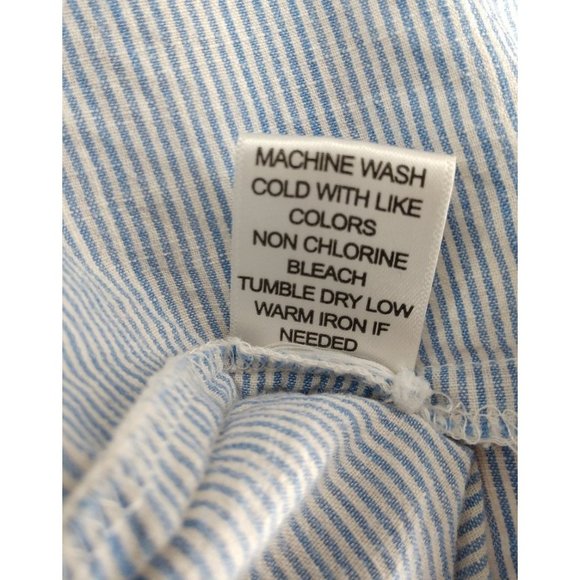 MACHINE WASH
COLD WITH LIKE
COLORS
NON CHLORINE
BLEACH
TUMBLE DRY LOW
WARM IRON IF
NEEDED